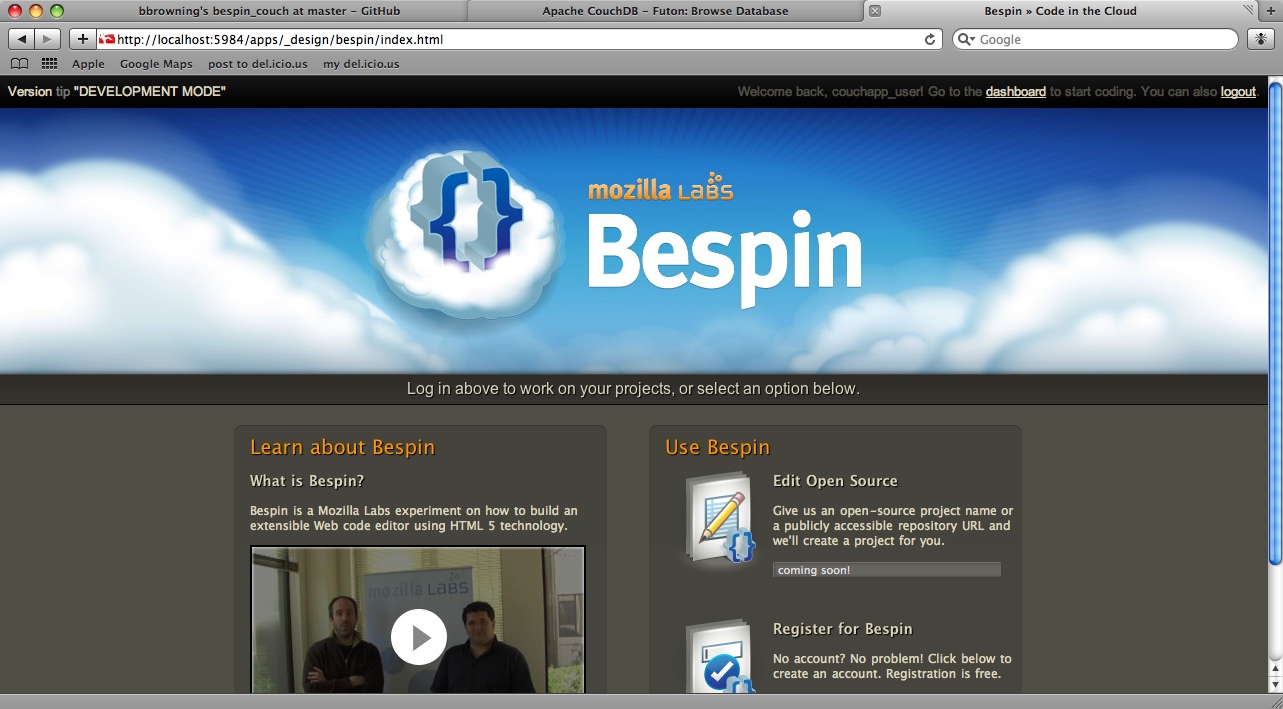 bbrowning's bespin_couch at master – GitHub
Apache CouchDB – Futon: Browse Database
Bespin » Code in the Cloud
http://localhost:5984/apps/_design/bespin/index.html
Google
Apple
Google Maps
post to del.icio.us
my del.icio.us
Version tip "DEVELOPMENT MODE"
Welcome back, couchapp_user! Go to the dashboard to start coding. You can also logout.
mozilla LaBS
Bespin
Log in above to work on your projects, or select an option below.
Learn about Bespin
What is Bespin?
Bespin is a Mozilla Labs experiment on how to build an
extensible Web code editor using HTML 5 technology.
mozilla LaBS
Use Bespin
Edit Open Source
Give us an open-source project name or
a publicly accessible repository URL and
we'll create a project for you.
coming soon!
Register for Bespin
No account? No problem! Click below to
create an account. Registration is free.